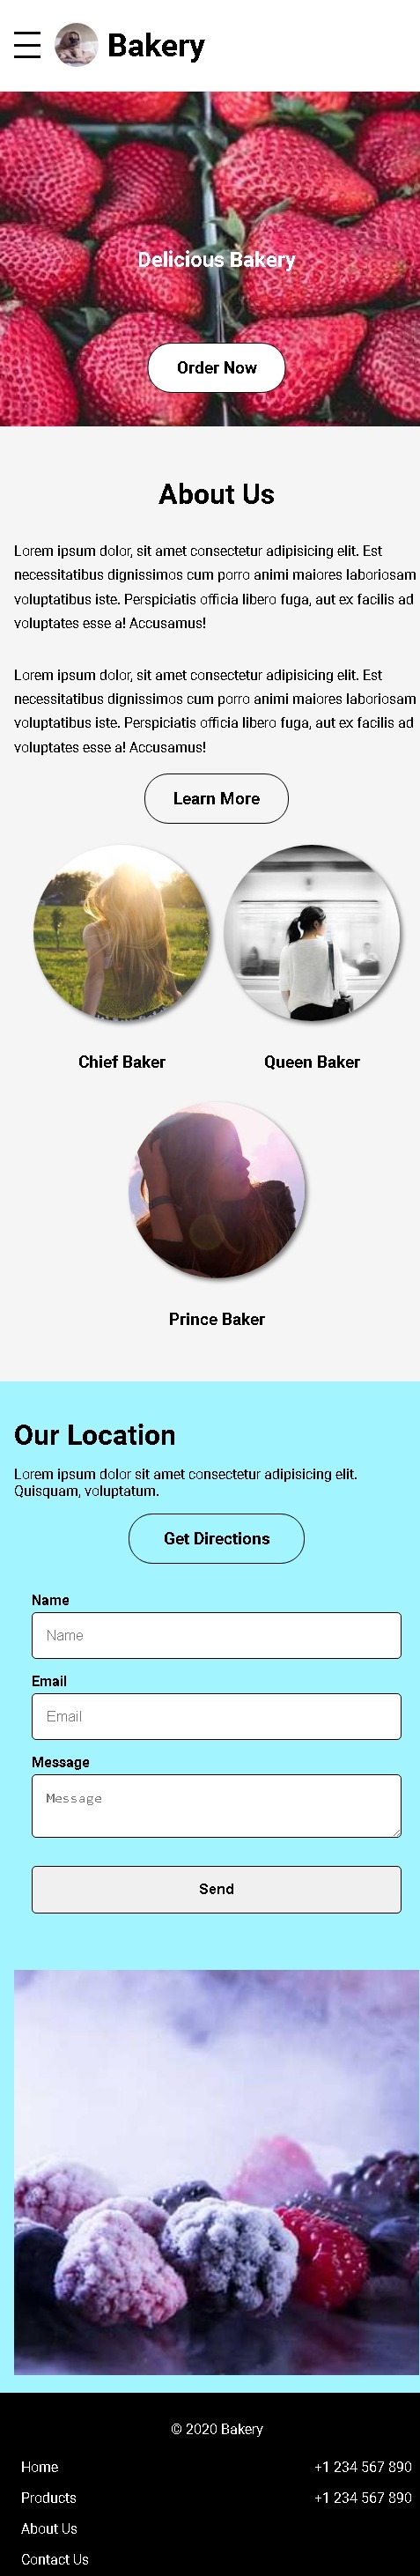 Bakery
Delicious Bakery
Order Now
About Us
Lorem ipsum dolor, sit amet consectetur adipisicing elit. Est
necessitatibus dignissimos cum porro animi maiores laboriosam
voluptatibus iste. Perspiciatis officia libero fuga, aut ex facilis ad
voluptates esse a! Accusamus!
Lorem ipsum dolor, sit amet consectetur adipisicing elit. Est
necessitatibus dignissimos cum porro animi maiores laboriosam
voluptatibus iste. Perspiciatis officia libero fuga, aut ex facilis ad
voluptates esse a! Accusamus!
Learn More
Chief Baker
Queen Baker
Prince Baker
Our Location
Lorem ipsum dolor sit amet consectetur adipisicing elit.
Quisquam, voluptatum.
Get Directions
Name
Name
Email
Email
Message
Message
Send
© 2020 Bakery
Home
+1 234 567 890
Products
+1 234 567 890
About Us
Contact Us